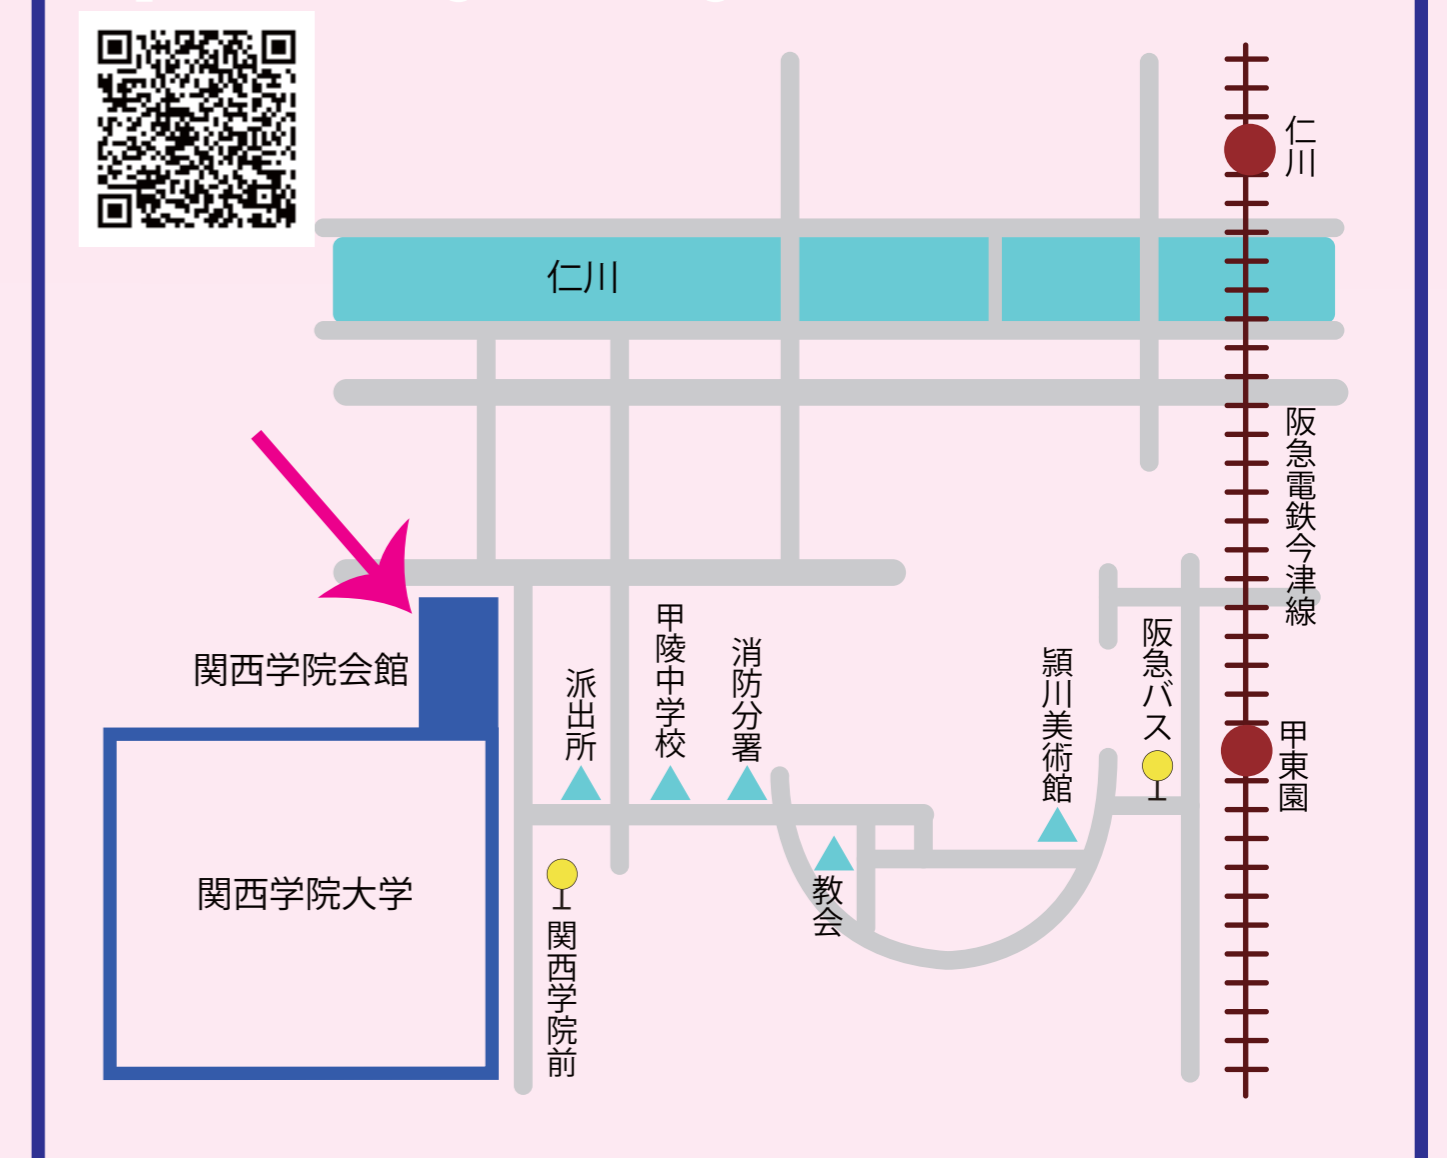 仁川
仁川
阪急電鉄今津線
関西学院会館
派出所
甲陵中学校
消防分署
頴川美術館
阪急バス
甲東園
教会
関西学院大学
関西学院前